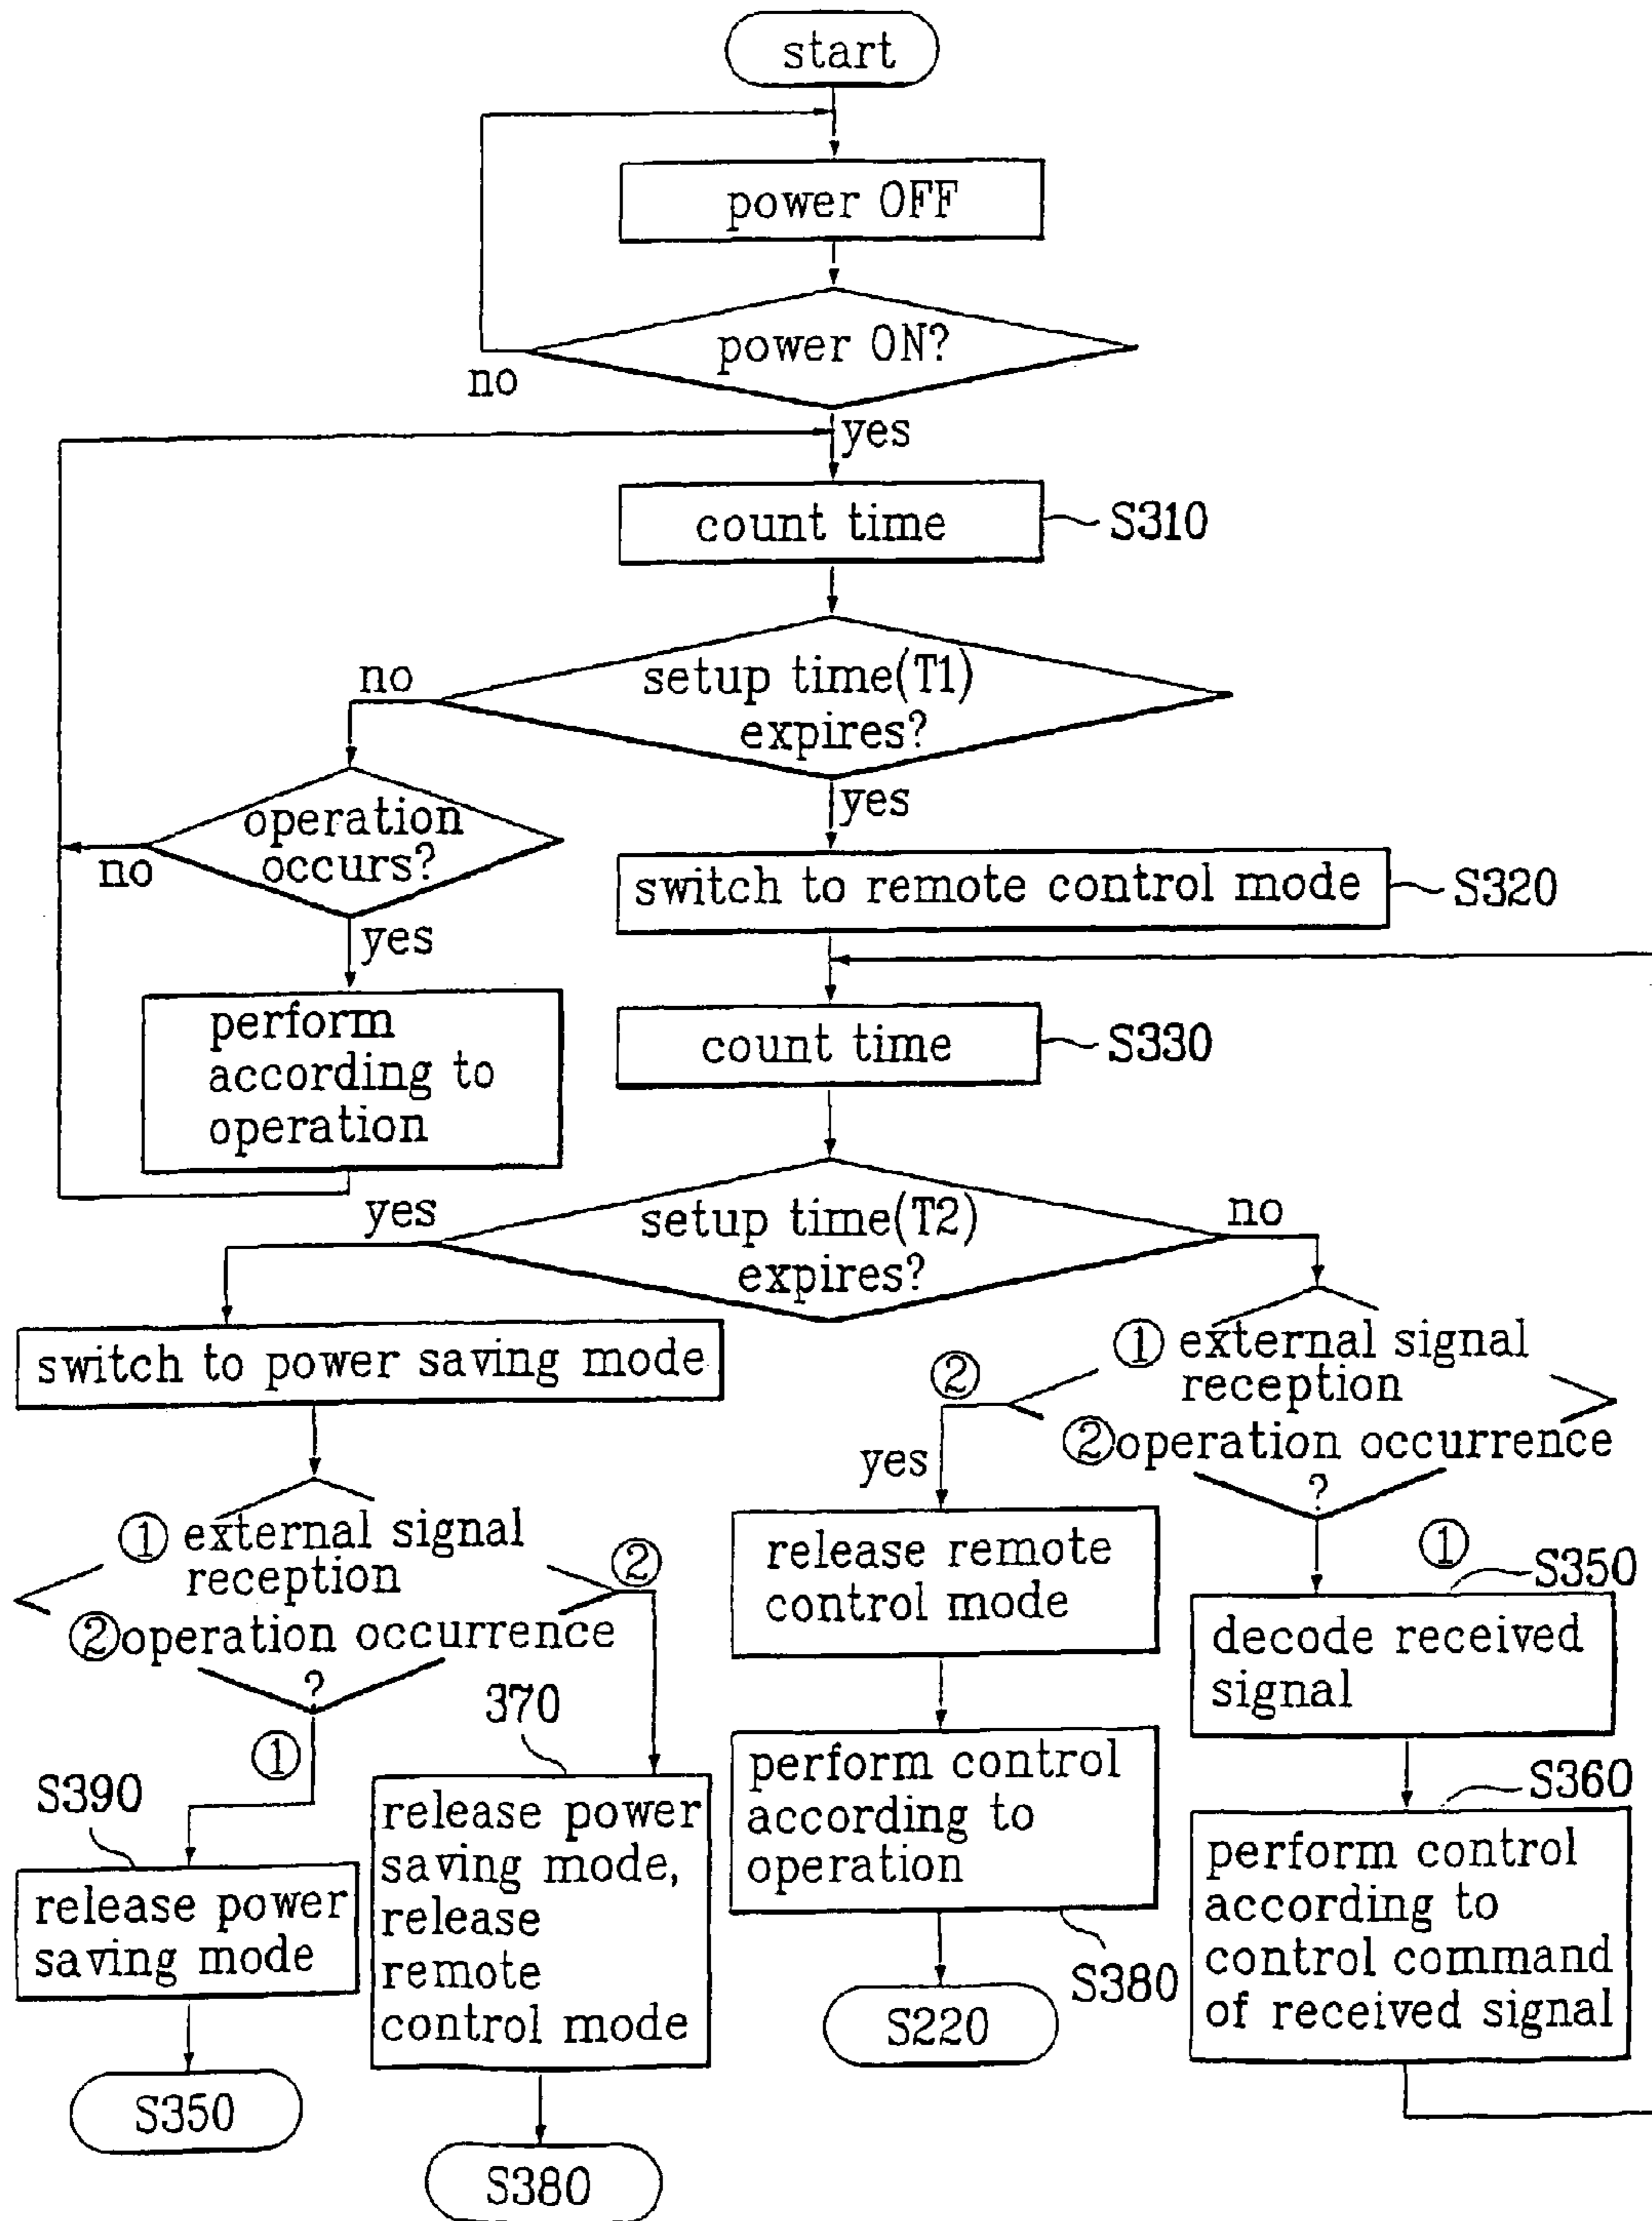 start
power OFF
power ON?
no
yes
count time
S310
setup time(T1)
expires?
no
yes
operation
occurs?
no
yes
switch to remote control mode
S320
perform
according to
operation
count time
S330
setup time(T2)
expires?
yes
no
switch to power saving mode
① external signal
reception
②operation occurrence
?
②
yes
① external signal
reception
②operation occurrence
?
②
①
release remote
control mode
①
S350
decode received
signal
S390
release power
saving mode
370
release power
saving mode,
release
remote
control mode
perform control
according to
operation
S380
S360
perform control
according to
control command
of received signal
S220
S350
S380